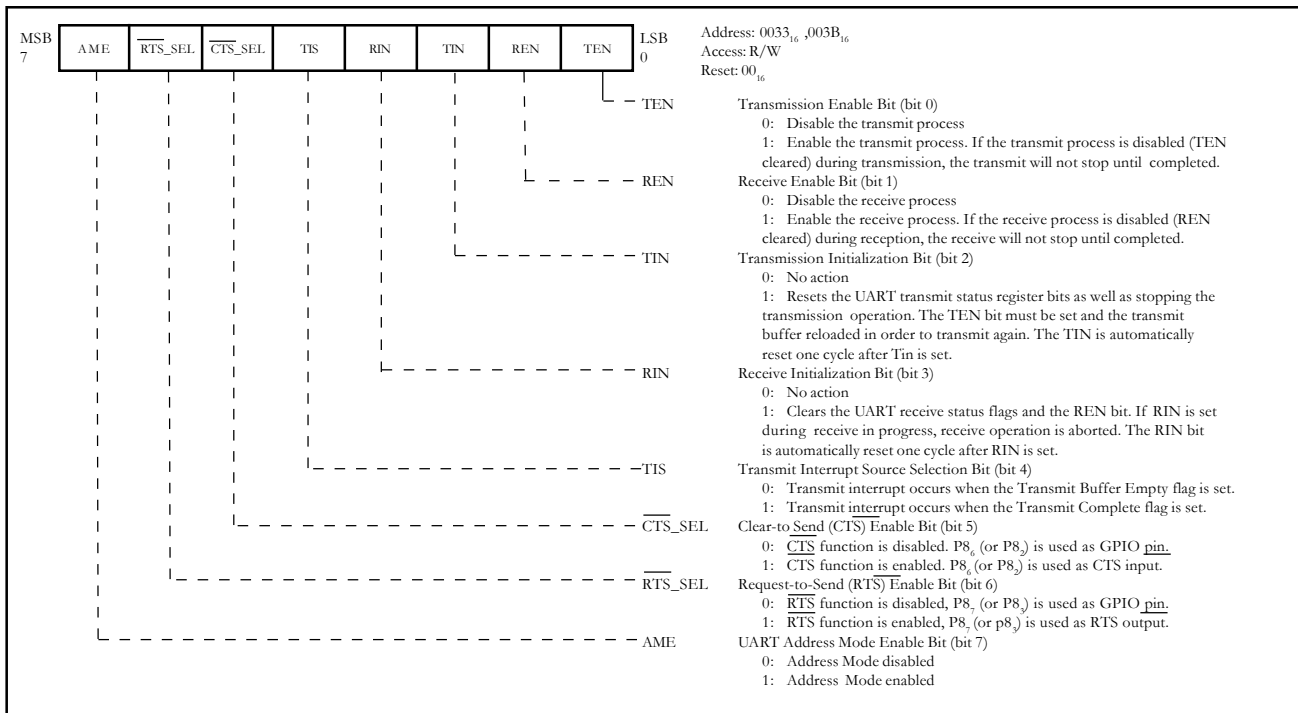 MSB
7
AME
RTS_SEL
CTS_SEL
TIS
RIN
TIN
REN
TEN
LSB
0
Address: 0033₁₆ ,003B₁₆
Access: R/W
Reset: 00₁₆
TEN Transmission Enable Bit (bit 0)
0: Disable the transmit process
1: Enable the transmit process. If the transmit process is disabled (TEN
cleared) during transmission, the transmit will not stop until completed.
REN Receive Enable Bit (bit 1)
0: Disable the receive process
1: Enable the receive process. If the receive process is disabled (REN
cleared) during reception, the receive will not stop until completed.
TIN Transmission Initialization Bit (bit 2)
0: No action
1: Resets the UART transmit status register bits as well as stopping the
transmission operation. The TEN bit must be set and the transmit
buffer reloaded in order to transmit again. The TIN is automatically
reset one cycle after Tin is set.
RIN Receive Initialization Bit (bit 3)
0: No action
1: Clears the UART receive status flags and the REN bit. If RIN is set
during receive in progress, receive operation is aborted. The RIN bit
is automatically reset one cycle after RIN is set.
TIS Transmit Interrupt Source Selection Bit (bit 4)
0: Transmit interrupt occurs when the Transmit Buffer Empty flag is set.
1: Transmit interrupt occurs when the Transmit Complete flag is set.
CTS_SEL Clear-to Send (CTS) Enable Bit (bit 5)
0: CTS function is disabled. P8₆ (or P8₂) is used as GPIO pin.
1: CTS function is enabled. P8₆ (or P8₂) is used as CTS input.
RTS_SEL Request-to-Send (RTS) Enable Bit (bit 6)
0: RTS function is disabled, P8₇ (or P8₃) is used as GPIO pin.
1: RTS function is enabled, P8₇ (or p8₃) is used as RTS output.
AME UART Address Mode Enable Bit (bit 7)
0: Address Mode disabled
1: Address Mode enabled